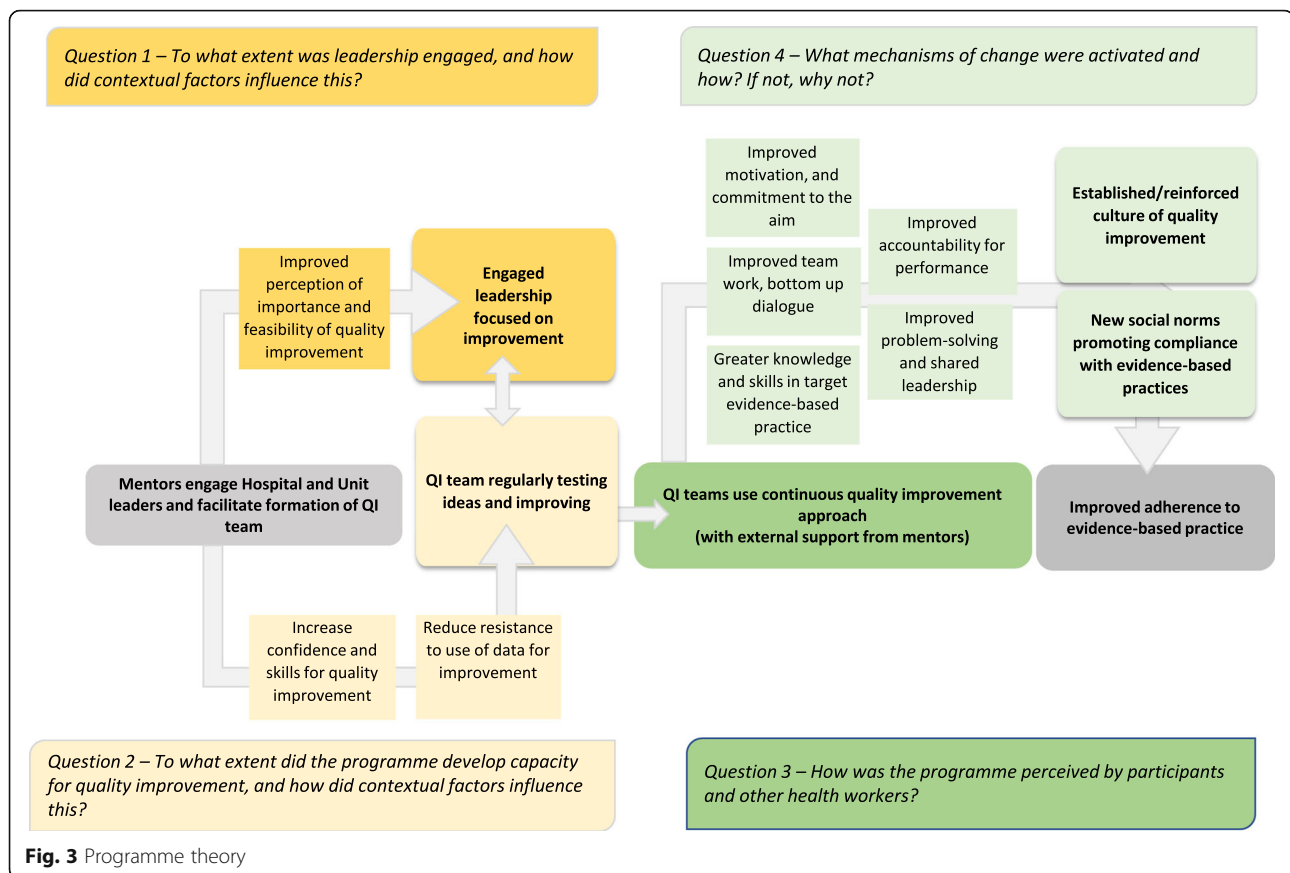 Question 1 – To what extent was leadership engaged, and how
did contextual factors influence this?
Question 4 – What mechanisms of change were activated and
how? If not, why not?
Improved
perception of
importance and
feasibility of quality
improvement
Engaged
leadership
focused on
improvement
Mentors engage Hospital and Unit
leaders and facilitate formation of QI
team
QI team regularly testing
ideas and improving
Increase
confidence and
skills for quality
improvement
Reduce resistance
to use of data for
improvement
Improved
motivation, and
commitment to the
aim
Improved team
work, bottom up
dialogue
Greater knowledge
and skills in target
evidence-based
practice
Improved
accountability for
performance
Improved
problem-solving
and shared
leadership
Established/reinforced
culture of quality
improvement
New social norms
promoting compliance
with evidence-based
practices
QI teams use continuous quality improvement
approach
(with external support from mentors)
Improved adherence to
evidence-based practice
Question 2 – To what extent did the programme develop capacity
for quality improvement, and how did contextual factors influence
this?
Question 3 – How was the programme perceived by participants
and other health workers?
Fig. 3 Programme theory